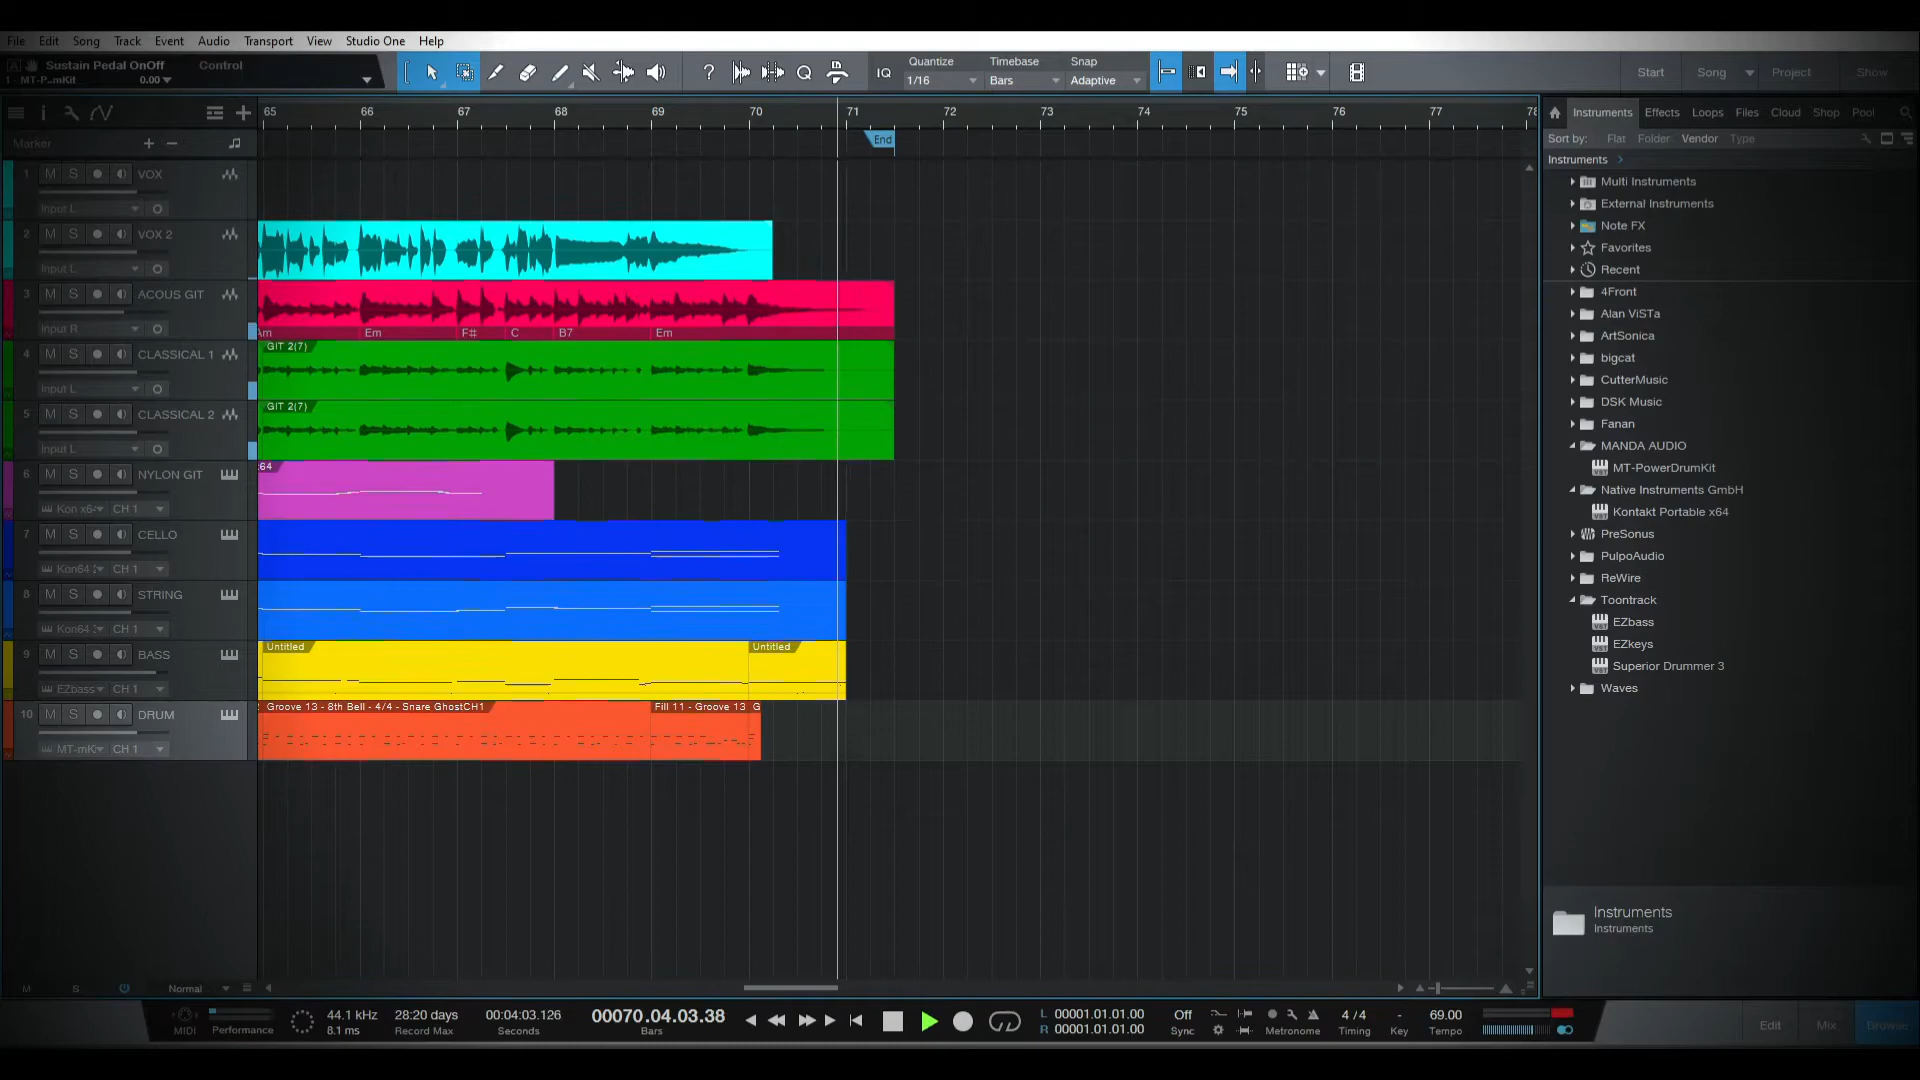 File Edit Song Track Event Audio Transport View Studio One Help
Sustain Pedal OnOff Control
1 - MT-P..mKit 0.00
Quantize Timebase Snap
IQ 1/16 Bars Adaptive
Start Song Project Show
65 66 67 68 69 70 71 72 73 74 75 76 77 78
Marker
End
1 M S VOX
Input L
2 M S VOX 2
Input L
3 M S ACOUS GIT
Input R
Am Em F# C B7 Em
4 M S CLASSICAL 1
Input L
GIT 2(7)
5 M S CLASSICAL 2
Input L
GIT 2(7)
6 M S NYLON GIT
CH 1
7 M S CELLO
CH 1
8 M S STRING
CH 1
9 M S BASS
EZbass CH 1
Untitled Untitled
10 M S DRUM
MT-mKi CH 1
Groove 13 - 8th Bell - 4/4 - Snare GhostCH1 Fill 11 - Groove 13 G
M S Normal
Instruments Effects Loops Files Cloud Shop Pool
Sort by: Flat Folder Vendor Type
Instruments
Multi Instruments
External Instruments
Note FX
Favorites
Recent
4Front
Alan ViSTa
ArtSonica
bigcat
CutterMusic
DSK Music
Fanan
MANDA AUDIO
MT-PowerDrumKit
Native Instruments GmbH
Kontakt Portable x64
PreSonus
PulpoAudio
ReWire
Toontrack
EZbass
EZkeys
Superior Drummer 3
Waves
Instruments
Instruments
MIDI Performance
44.1 kHz
8.1 ms
28:20 days
Record Max
00:04:03.126
Seconds
00070.04.03.38
Bars
L 00001.01.01.00
R 00001.01.01.00
Off
Sync
Metronome
4 / 4
Timing
-
Key
69.00
Tempo
Edit Mix Browse